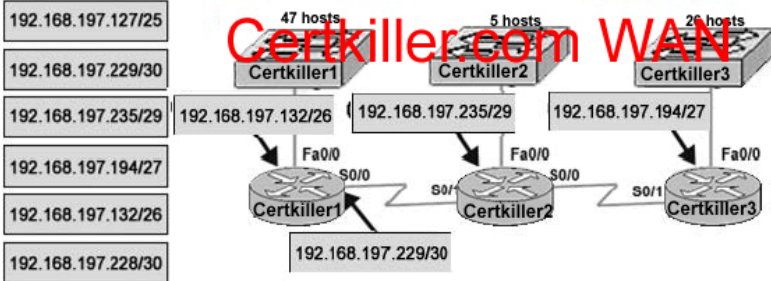 192.168.197.127/25
192.168.197.229/30
192.168.197.235/29
192.168.197.194/27
192.168.197.132/26
192.168.197.228/30
47 hosts
5 hosts
26 hosts
Certkiller.com WAN
Certkiller1
Certkiller2
Certkiller3
192.168.197.132/26
192.168.197.235/29
192.168.197.194/27
Fa0/0
Fa0/0
Fa0/0
S0/0
S0/1
S0/0
S0/1
Certkiller1
Certkiller2
Certkiller3
192.168.197.229/30